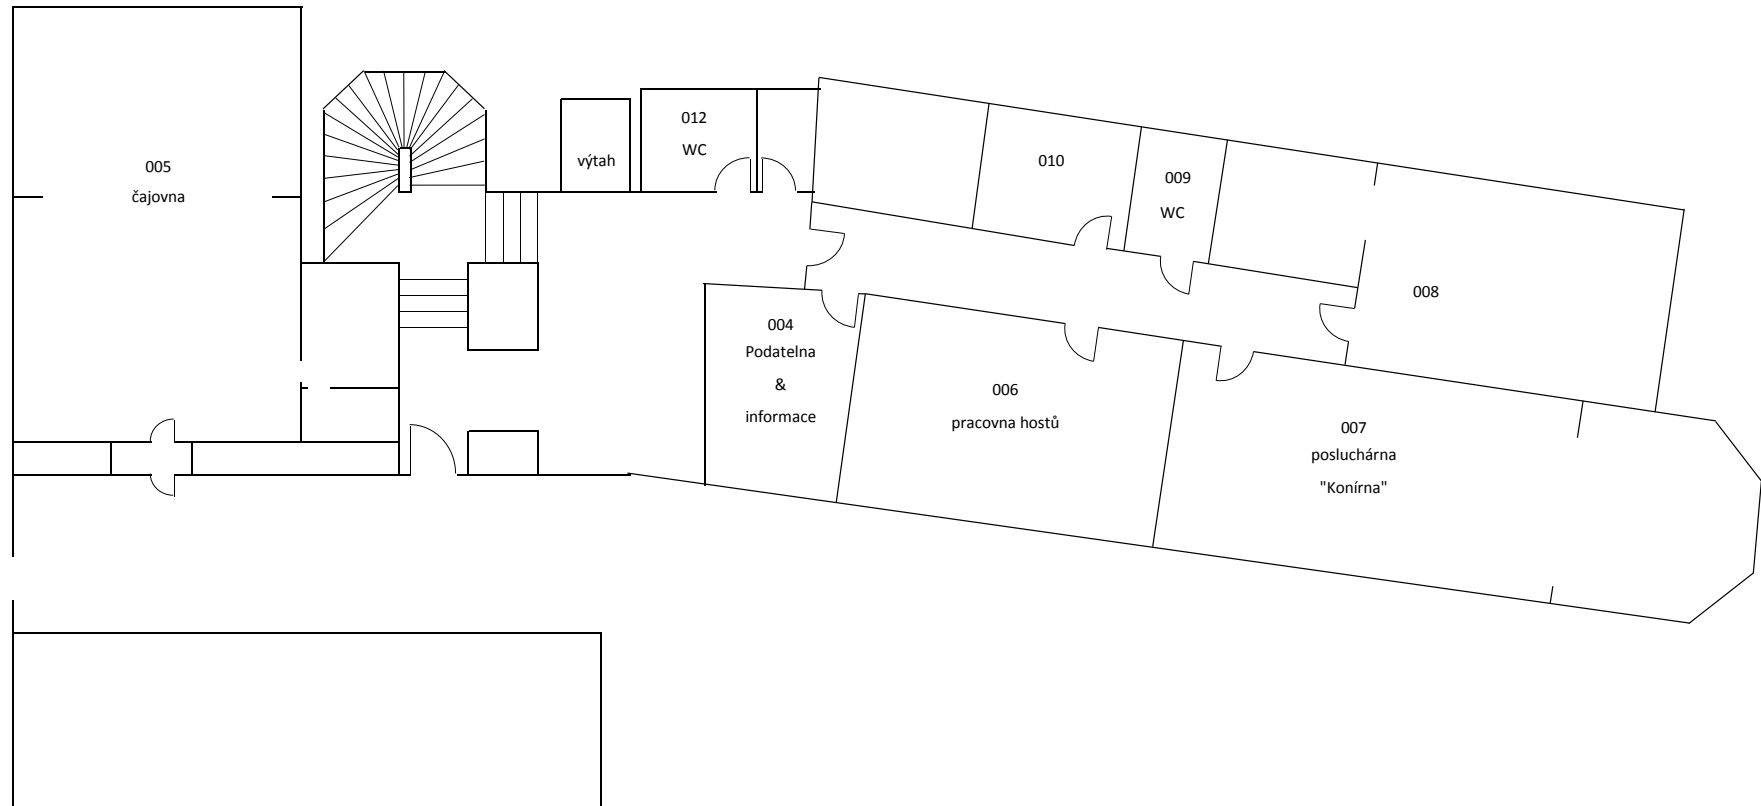 005
čajovna
výtah
012
WC
010
009
WC
008
004
Podatelna
&
informace
006
pracovna hostů
007
posluchárna
"Konírna"